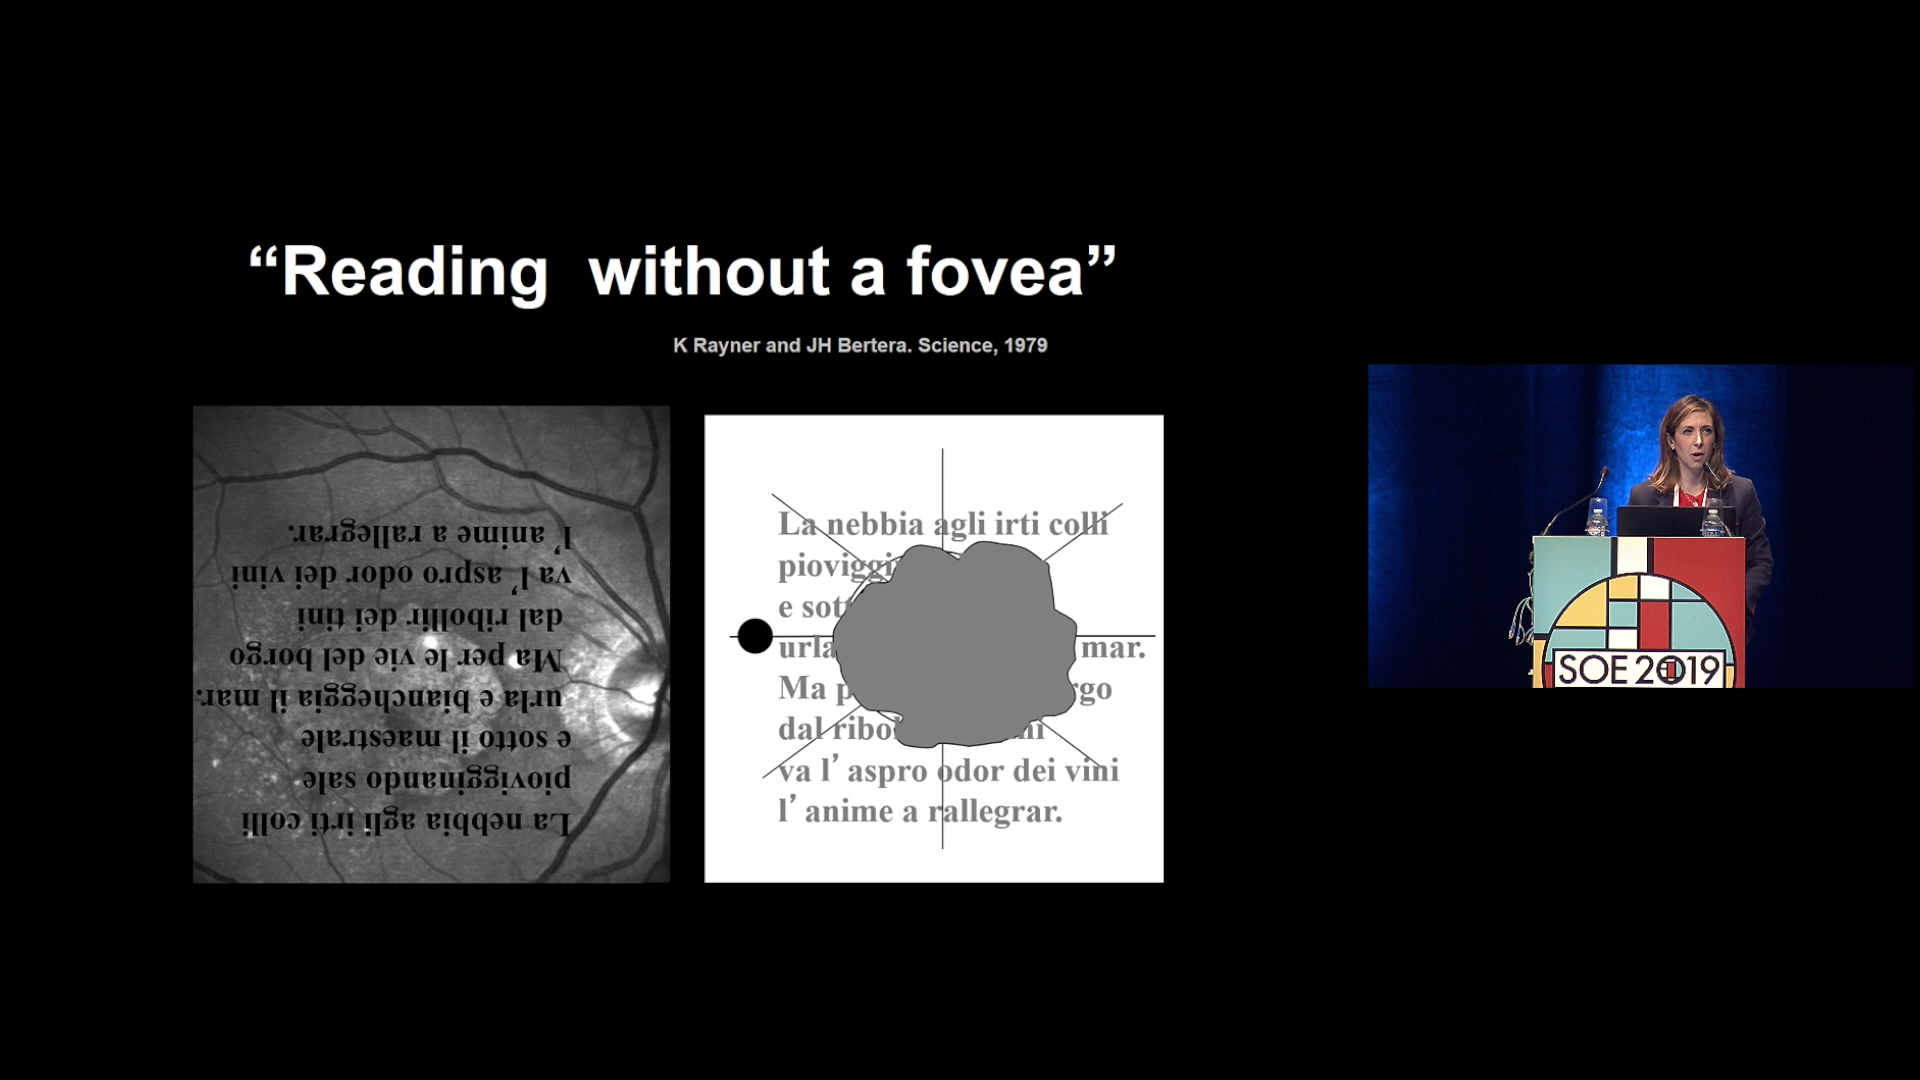 “Reading without a fovea”
K Rayner and JH Bertera. Science, 1979
La nebbia agli irti colli
piovigginando sale
e sotto il maestrale
urla e biancheggia il mar.
Ma per le vie del borgo
dal ribollir dei tini
va l’ aspro odor dei vini
l’ anime a rallegrar.
La nebbia agli irti colli
pioviggi
e sott
urla mar.
Ma p rgo
dal ribo ni
va l’ aspro odor dei vini
l’ anime a rallegrar.
SOE 2019